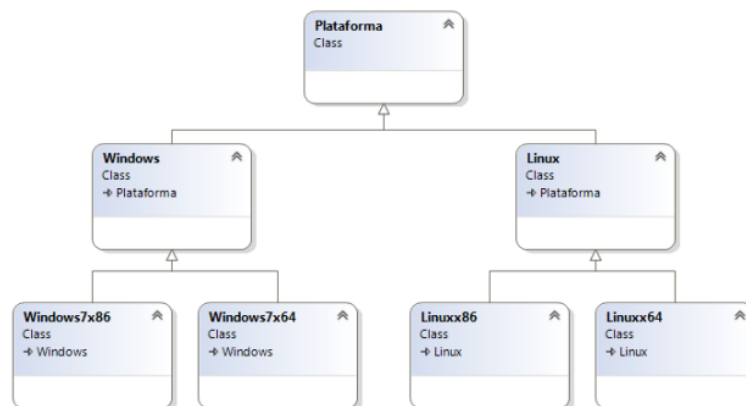 Plataforma
Class
Windows
Class
Plataforma
Linux
Class
Plataforma
Windows7x86
Class
Windows
Windows7x64
Class
Windows
Linuxx86
Class
Linux
Linuxx64
Class
Linux